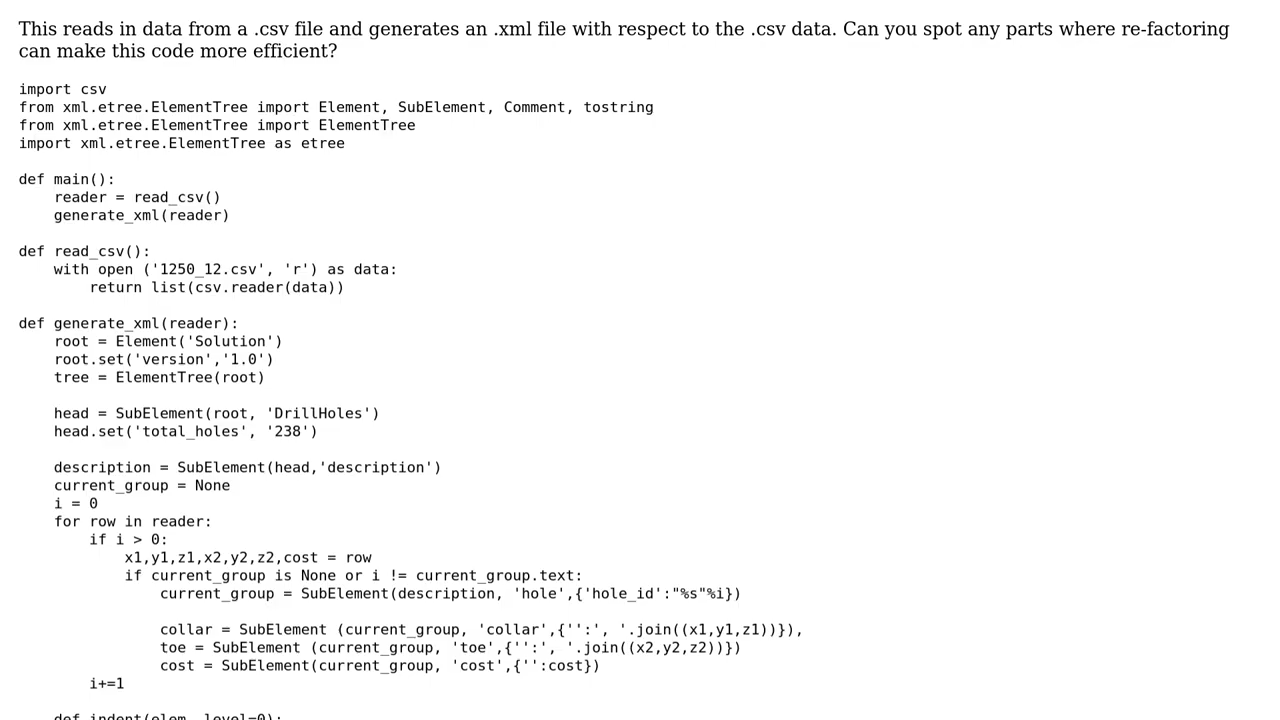 This reads in data from a .csv file and generates an .xml file with respect to the .csv data. Can you spot any parts where re-factoring
can make this code more efficient?
import csv
from xml.etree.ElementTree import Element, SubElement, Comment, tostring
from xml.etree.ElementTree import ElementTree
import xml.etree.ElementTree as etree
def main():
    reader = read_csv()
    generate_xml(reader)
def read_csv():
    with open ('1250_12.csv', 'r') as data:
        return list(csv.reader(data))
def generate_xml(reader):
    root = Element('Solution')
    root.set('version','1.0')
    tree = ElementTree(root)
    head = SubElement(root, 'DrillHoles')
    head.set('total_holes', '238')
    description = SubElement(head,'description')
    current_group = None
    i = 0
    for row in reader:
        if i > 0:
            x1,y1,z1,x2,y2,z2,cost = row
            if current_group is None or i != current_group.text:
                current_group = SubElement(description, 'hole',{'hole_id':"%s"%i})
                collar = SubElement (current_group, 'collar',{'':', '.join((x1,y1,z1))}),
                toe = SubElement (current_group, 'toe',{'':', '.join((x2,y2,z2))})
                cost = SubElement(current_group, 'cost',{'':cost})
        i+=1
    def indent(elem, level=0):